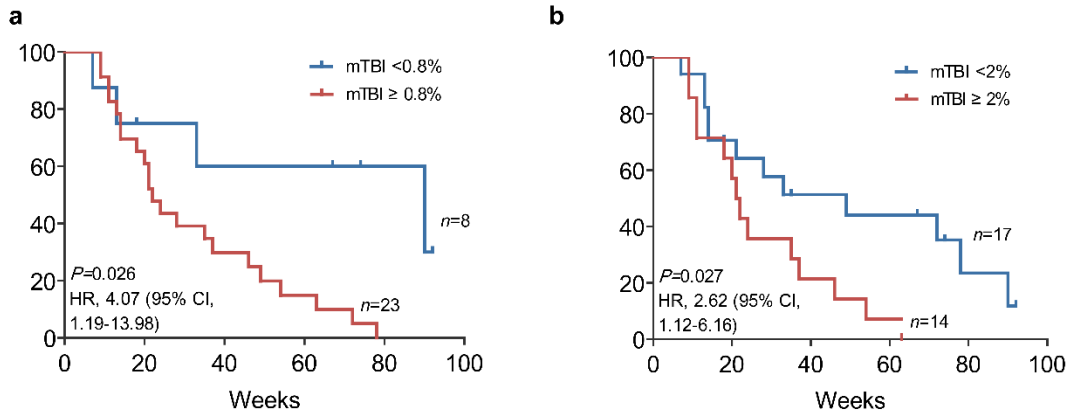 a
100
80
60
40
20
0
mTBI <0.8%
mTBI ≥ 0.8%
n=8
n=23
P=0.026
HR, 4.07 (95% CI,
1.19-13.98)
0 20 40 60 80 100
Weeks
b
100
80
60
40
20
0
mTBI <2%
mTBI ≥ 2%
n=17
n=14
P=0.027
HR, 2.62 (95% CI,
1.12-6.16)
0 20 40 60 80 100
Weeks